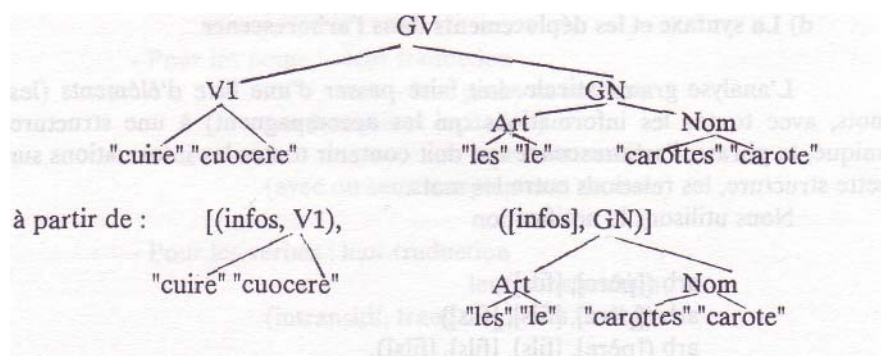 GV
V1 GN
Art Nom
"cuire" "cuocere" "les" "le" "carottes" "carote"
à partir de : [(infos, V1), ([infos], GN)]
"cuire" "cuocere" Art Nom
"les" "le" "carottes" "carote"